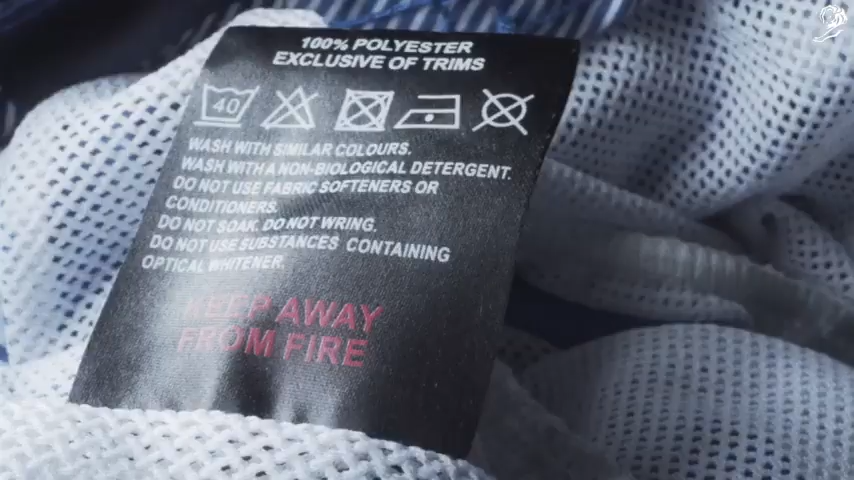 100% POLYESTER
EXCLUSIVE OF TRIMS
40
WASH WITH SIMILAR COLOURS.
WASH WITH A NON-BIOLOGICAL DETERGENT.
DO NOT USE FABRIC SOFTENERS OR
CONDITIONERS.
DO NOT SOAK. DO NOT WRING.
DO NOT USE SUBSTANCES CONTAINING
OPTICAL WHITENER.
KEEP AWAY
FROM FIRE